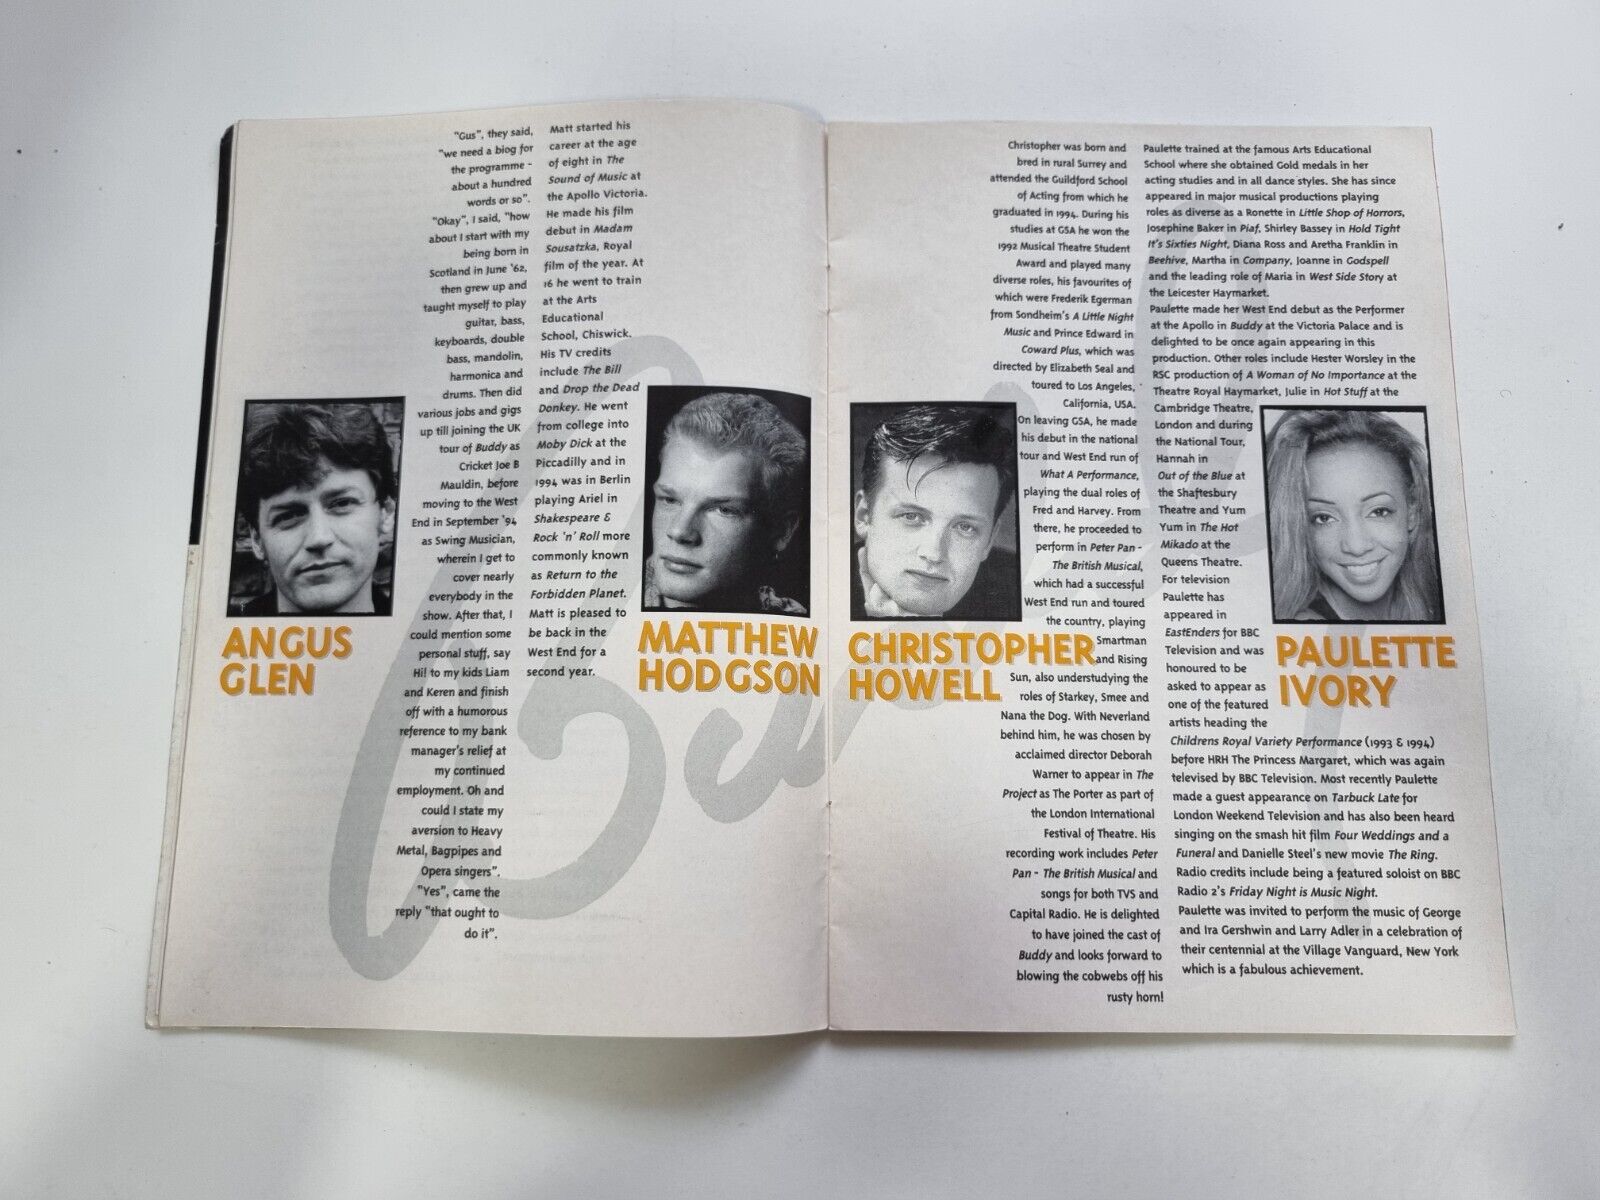 "Gus", they said,
"we need a blog for
the programme -
about a hundred
words or so".
"Okay", I said, "how
about I start with my
being born in
Scotland in June '62,
then grew up and
taught myself to play
guitar, bass,
keyboards, double
bass, mandolin,
harmonica and
drums. Then did
various jobs and gigs
up till joining the UK
tour of Buddy as
Cricket Joe B
Mauldin, before
moving to the West
End in September '94
as Swing Musician,
wherein I get to
cover nearly
everybody in the
show. After that, I
could mention some
personal stuff, say
Hi! to my kids Liam
and Keren and finish
off with a humorous
reference to my bank
manager's relief at
my continued
employment. Oh and
could I state my
aversion to Heavy
Metal, Bagpipes and
Opera singers".
"Yes", came the
reply "that ought to
do it".
ANGUS
GLEN
Matt started his
career at the age
of eight in The
Sound of Music at
the Apollo Victoria.
He made his film
debut in Madam
Sousatzka, Royal
film of the year. At
16 he went to train
at the Arts
Educational
School, Chiswick.
His TV credits
include The Bill
and Drop the Dead
Donkey. He went
from college into
Moby Dick at the
Piccadilly and in
1994 was in Berlin
playing Ariel in
Shakespeare &
Rock 'n' Roll more
commonly known
as Return to the
Forbidden Planet.
Matt is pleased to
be back in the
West End for a
second year.
MATTHEW
HODGSON
Christopher was born and
bred in rural Surrey and
attended the Guildford School
of Acting from which he
graduated in 1994. During his
studies at GSA he won the
1992 Musical Theatre Student
Award and played many
diverse roles, his favourites of
which were Frederik Egerman
from Sondheim's A Little Night
Music and Prince Edward in
Coward Plus, which was
directed by Elizabeth Seal and
toured to Los Angeles,
California, USA.
On leaving GSA, he made
his debut in the national
tour and West End run of
What A Performance,
playing the dual roles of
Fred and Harvey. From
there, he proceeded to
perform in Peter Pan -
The British Musical,
which had a successful
West End run and toured
the country, playing
Smartman
and Rising
Sun, also understudying the
roles of Starkey, Smee and
Nana the Dog. With Neverland
behind him, he was chosen by
acclaimed director Deborah
Warner to appear in The
Project as The Porter as part of
the London International
Festival of Theatre. His
recording work includes Peter
Pan - The British Musical and
songs for both TVS and
Capital Radio. He is delighted
to have joined the cast of
Buddy and looks forward to
blowing the cobwebs off his
rusty horn!
CHRISTOPHER
HOWELL
Paulette trained at the famous Arts Educational
School where she obtained Gold medals in her
acting studies and in all dance styles. She has since
appeared in major musical productions playing
roles as diverse as a Ronette in Little Shop of Horrors,
Josephine Baker in Piaf, Shirley Bassey in Hold Tight
It's Sixties Night, Diana Ross and Aretha Franklin in
Beehive, Martha in Company, Joanne in Godspell
and the leading role of Maria in West Side Story at
the Leicester Haymarket.
Paulette made her West End debut as the Performer
at the Apollo in Buddy at the Victoria Palace and is
delighted to be once again appearing in this
production. Other roles include Hester Worsley in the
RSC production of A Woman of No Importance at the
Theatre Royal Haymarket, Julie in Hot Stuff at the
Cambridge Theatre,
London and during
the National Tour,
Hannah in
Out of the Blue at
the Shaftesbury
Theatre and Yum
Yum in The Hot
Mikado at the
Queens Theatre.
For television
Paulette has
appeared in
EastEnders for BBC
Television and was
honoured to be
asked to appear as
one of the featured
artists heading the
Childrens Royal Variety Performance (1993 & 1994)
before HRH The Princess Margaret, which was again
televised by BBC Television. Most recently Paulette
made a guest appearance on Tarbuck Late for
London Weekend Television and has also been heard
singing on the smash hit film Four Weddings and a
Funeral and Danielle Steel's new movie The Ring.
Radio credits include being a featured soloist on BBC
Radio 2's Friday Night is Music Night.
Paulette was invited to perform the music of George
and Ira Gershwin and Larry Adler in a celebration of
their centennial at the Village Vanguard, New York
which is a fabulous achievement.
PAULETTE
IVORY
Buddy